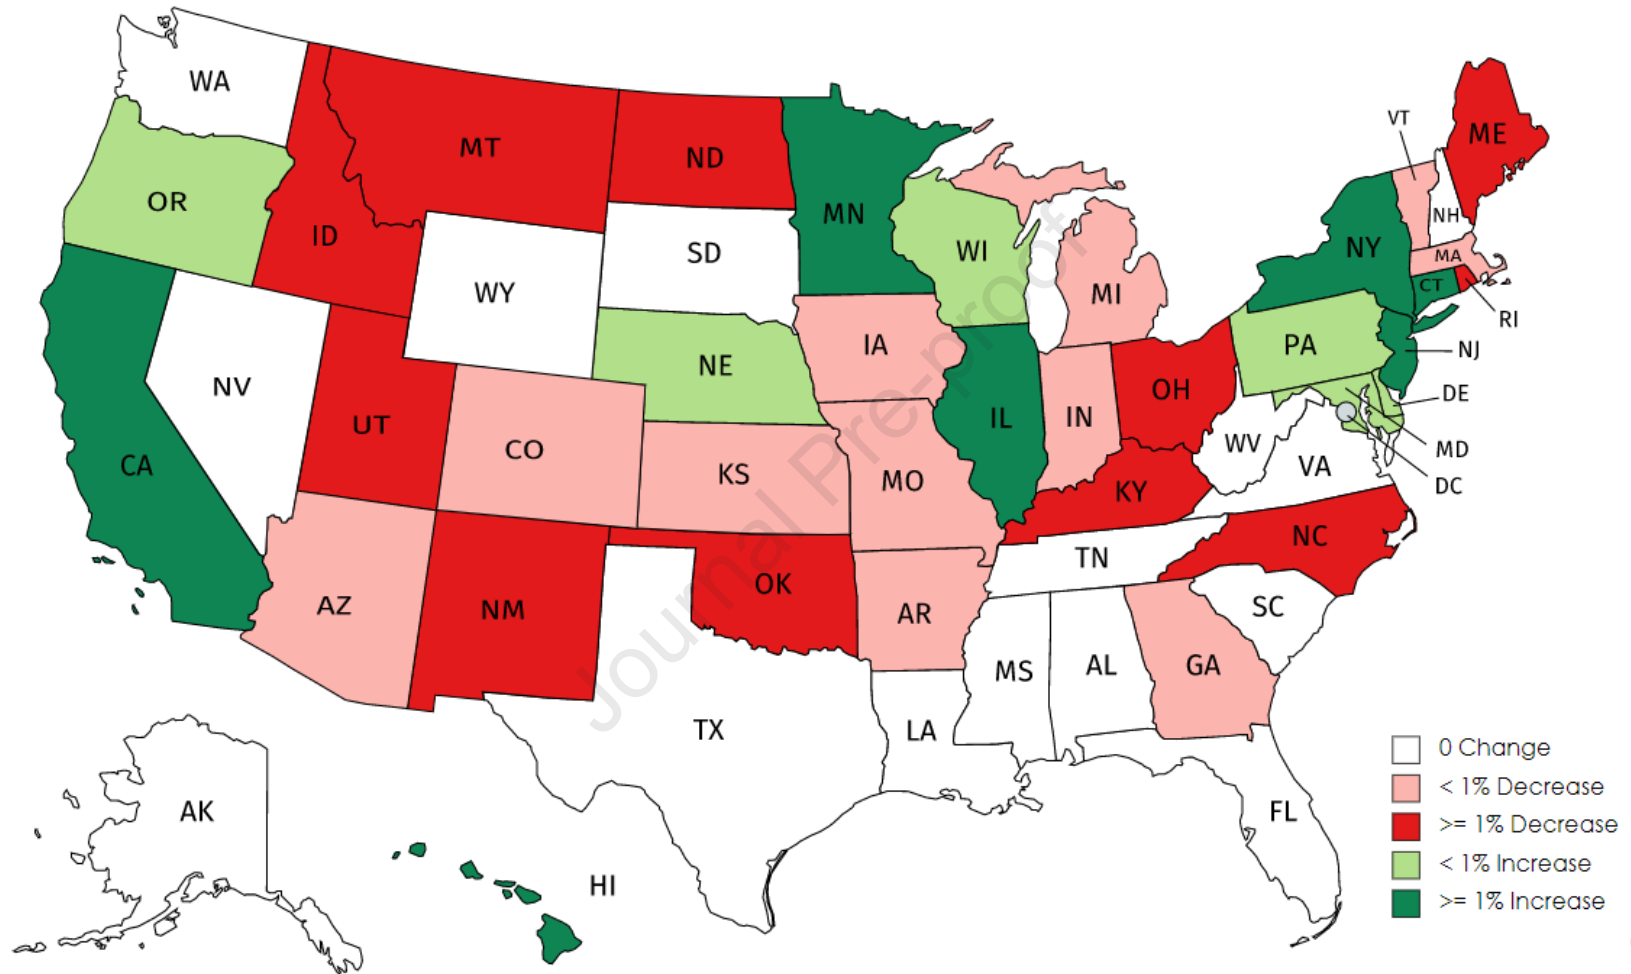 WA
MT
ND
MN
VT
ME
OR
ID
SD
WI
NH
NY
MA
WY
MI
CT
RI
NV
NE
IA
PA
NJ
UT
CO
KS
MO
IL
IN
OH
DE
MD
DC
CA
WV
VA
KY
AZ
NM
OK
AR
TN
NC
SC
MS
AL
GA
TX
LA
FL
AK
HI
Journal Pre-proof
0 Change
< 1% Decrease
>= 1% Decrease
< 1% Increase
>= 1% Increase